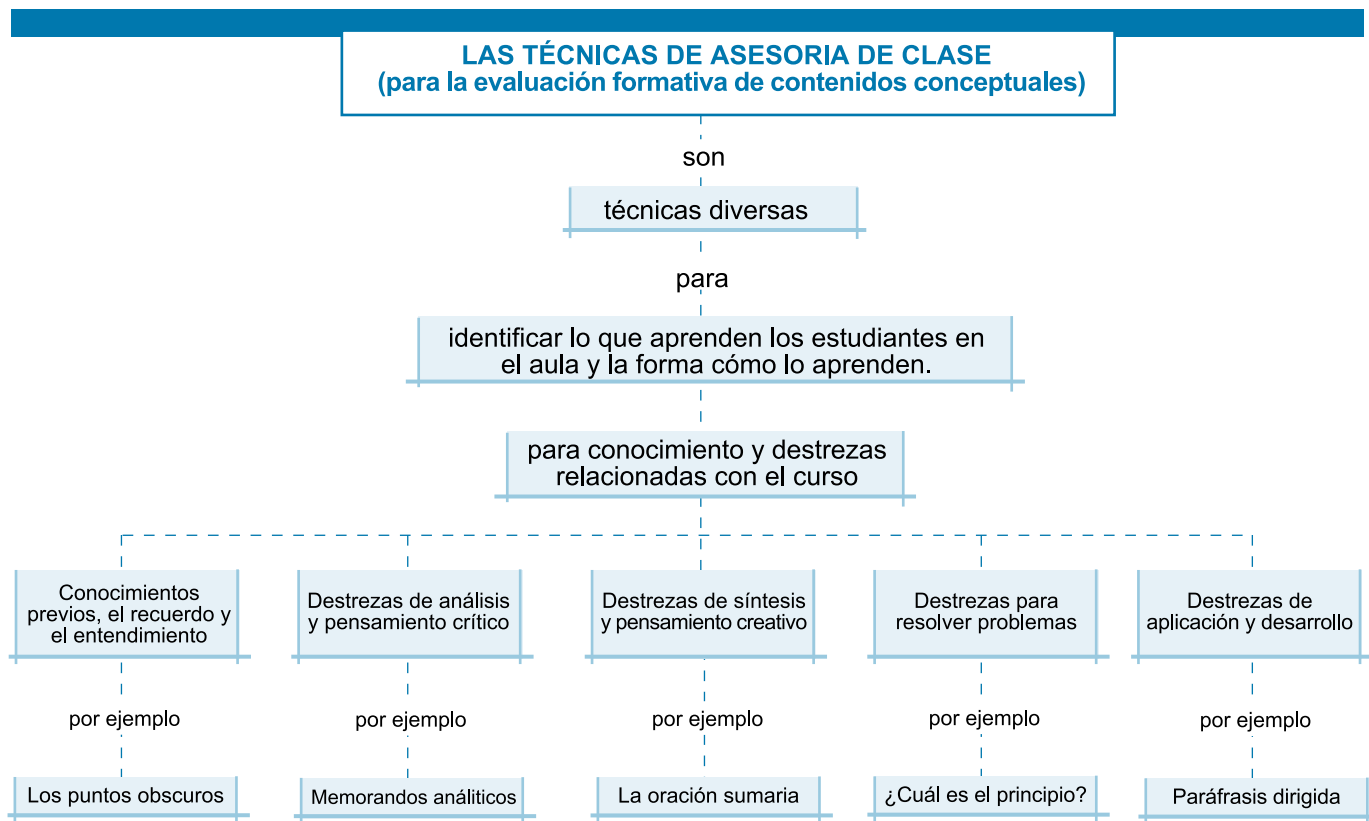 LAS TÉCNICAS DE ASESORIA DE CLASE
(para la evaluación formativa de contenidos conceptuales)
son
técnicas diversas
para
identificar lo que aprenden los estudiantes en
el aula y la forma cómo lo aprenden.
para conocimiento y destrezas
relacionadas con el curso
Conocimientos
previos, el recuerdo y
el entendimiento
Destrezas de análisis
y pensamiento crítico
Destrezas de síntesis
y pensamiento creativo
Destrezas para
resolver problemas
Destrezas de
aplicación y desarrollo
por ejemplo
por ejemplo
por ejemplo
por ejemplo
por ejemplo
Los puntos obscuros
Memorandos análiticos
La oración sumaria
¿Cuál es el principio?
Paráfrasis dirigida